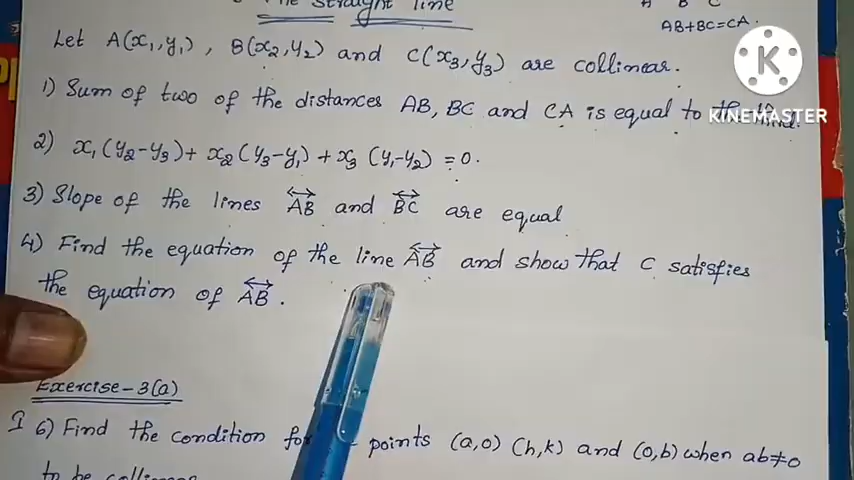 The straight line
A B C
AB+BC=CA.
Let A(x₁,y₁), B(x₂,y₂) and C(x₃,y₃) are collinear.
1) Sum of two of the distances AB, BC and CA is equal to the third.
KINEMASTER
2) x₁(y₂-y₃)+ x₂(y₃-y₁)+x₃(y₁-y₂)=0.
3) Slope of the lines AB and BC are equal
4) Find the equation of the line AB and show that C satisfies
the equation of AB.
Exercise-3(a)
I 6) Find the condition points (a,0) (h,k) and (0,b) when ab≠0
to be collinear